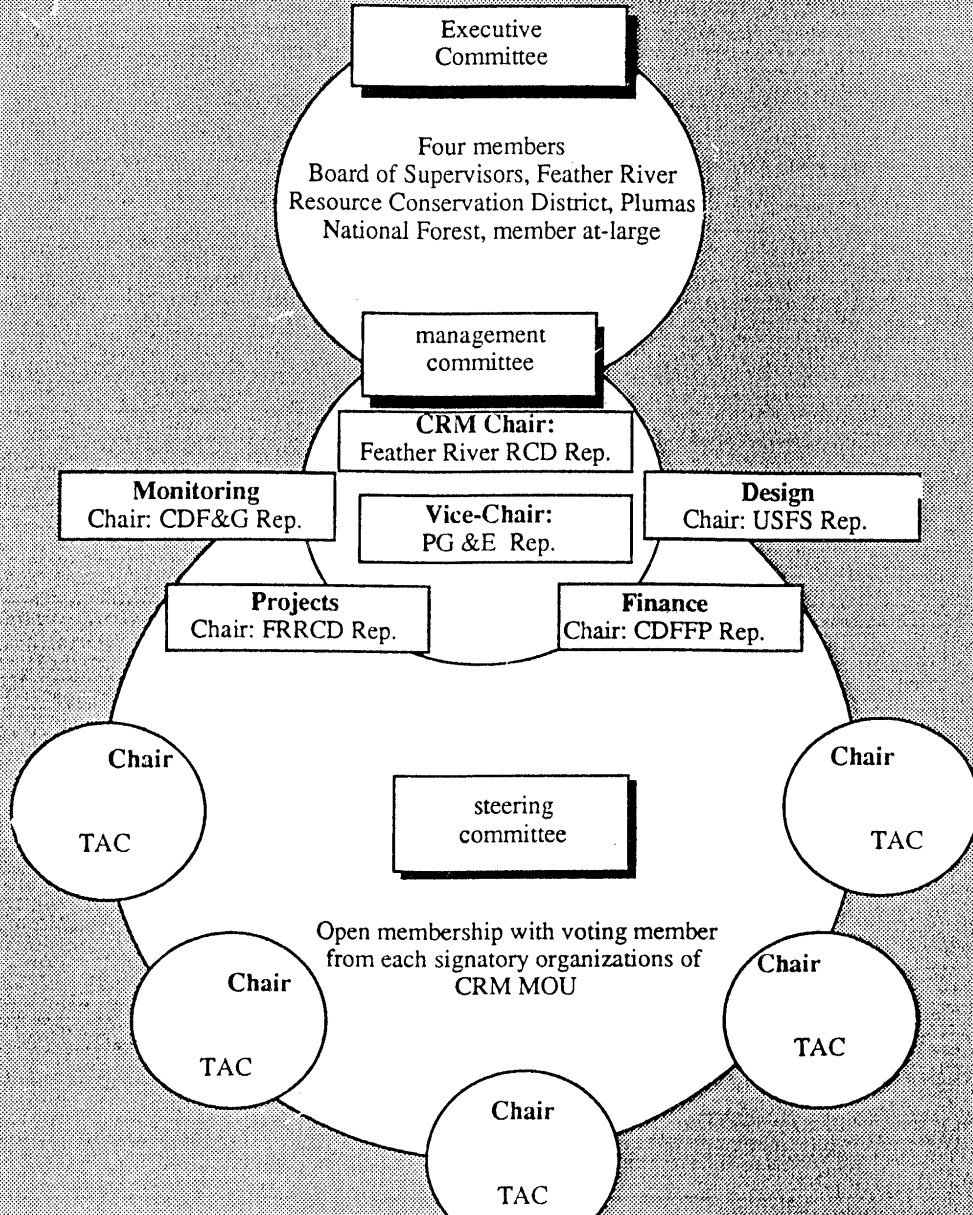 Executive
Committee
Four members
Board of Supervisors, Feather River
Resource Conservation District, Plumas
National Forest, member at-large
management
committee
CRM Chair:
Feather River RCD Rep.
Monitoring
Chair: CDF&G Rep.
Vice-Chair:
PG &E Rep.
Design
Chair: USFS Rep.
Projects
Chair: FRRCD Rep.
Finance
Chair: CDFFP Rep.
Chair
TAC
steering
committee
Chair
TAC
Open membership with voting member
from each signatory organizations of
CRM MOU
Chair
TAC
Chair
TAC
Chair
TAC